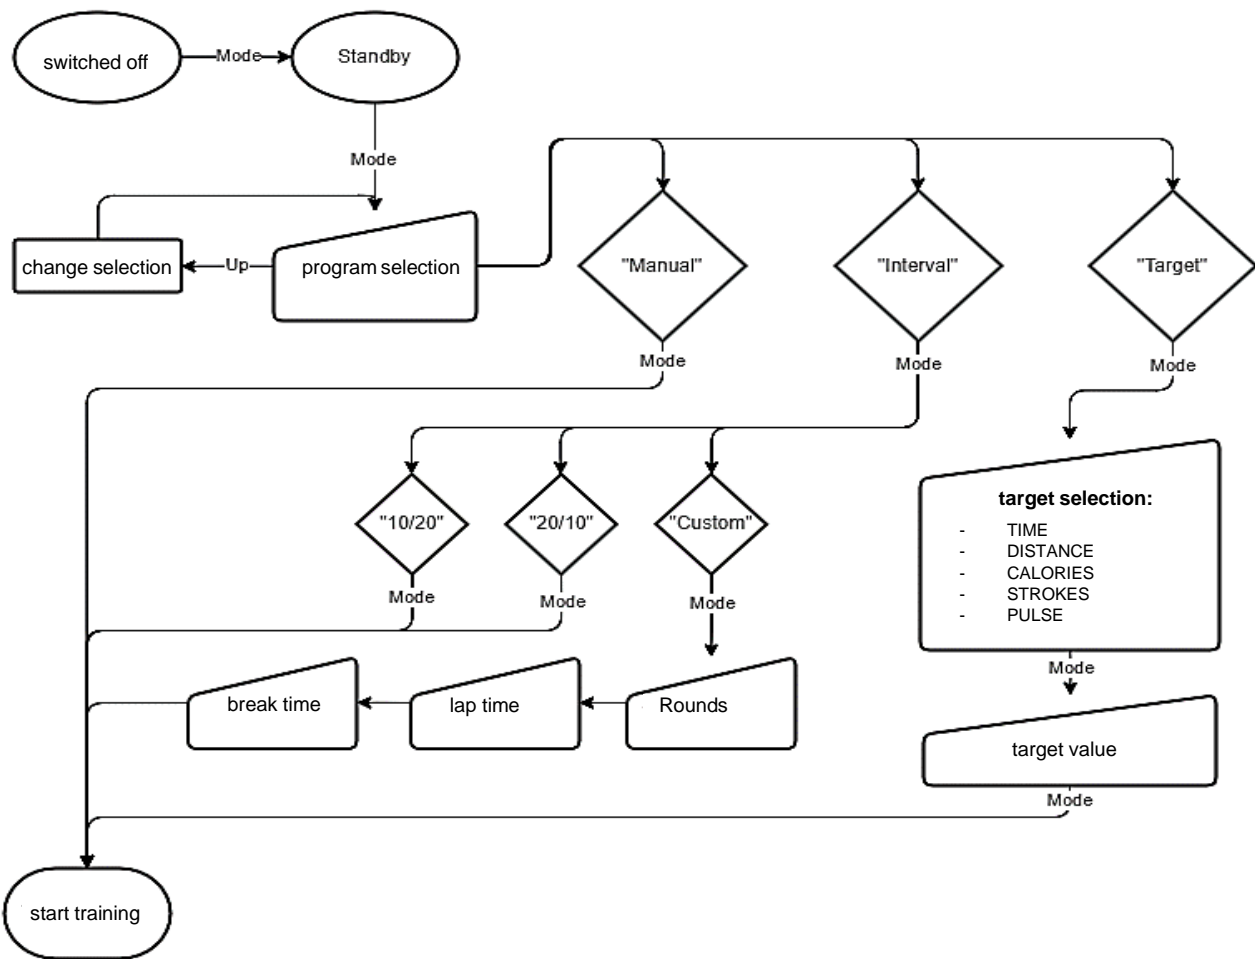 switched off
Mode
Standby
Mode
change selection
Up
program selection
"Manual"
"Interval"
"Target"
Mode
Mode
Mode
"10/20"
"20/10"
"Custom"
target selection:
- TIME
- DISTANCE
- CALORIES
- STROKES
- PULSE
Mode
Mode
Mode
Mode
break time
lap time
Rounds
target value
Mode
start training